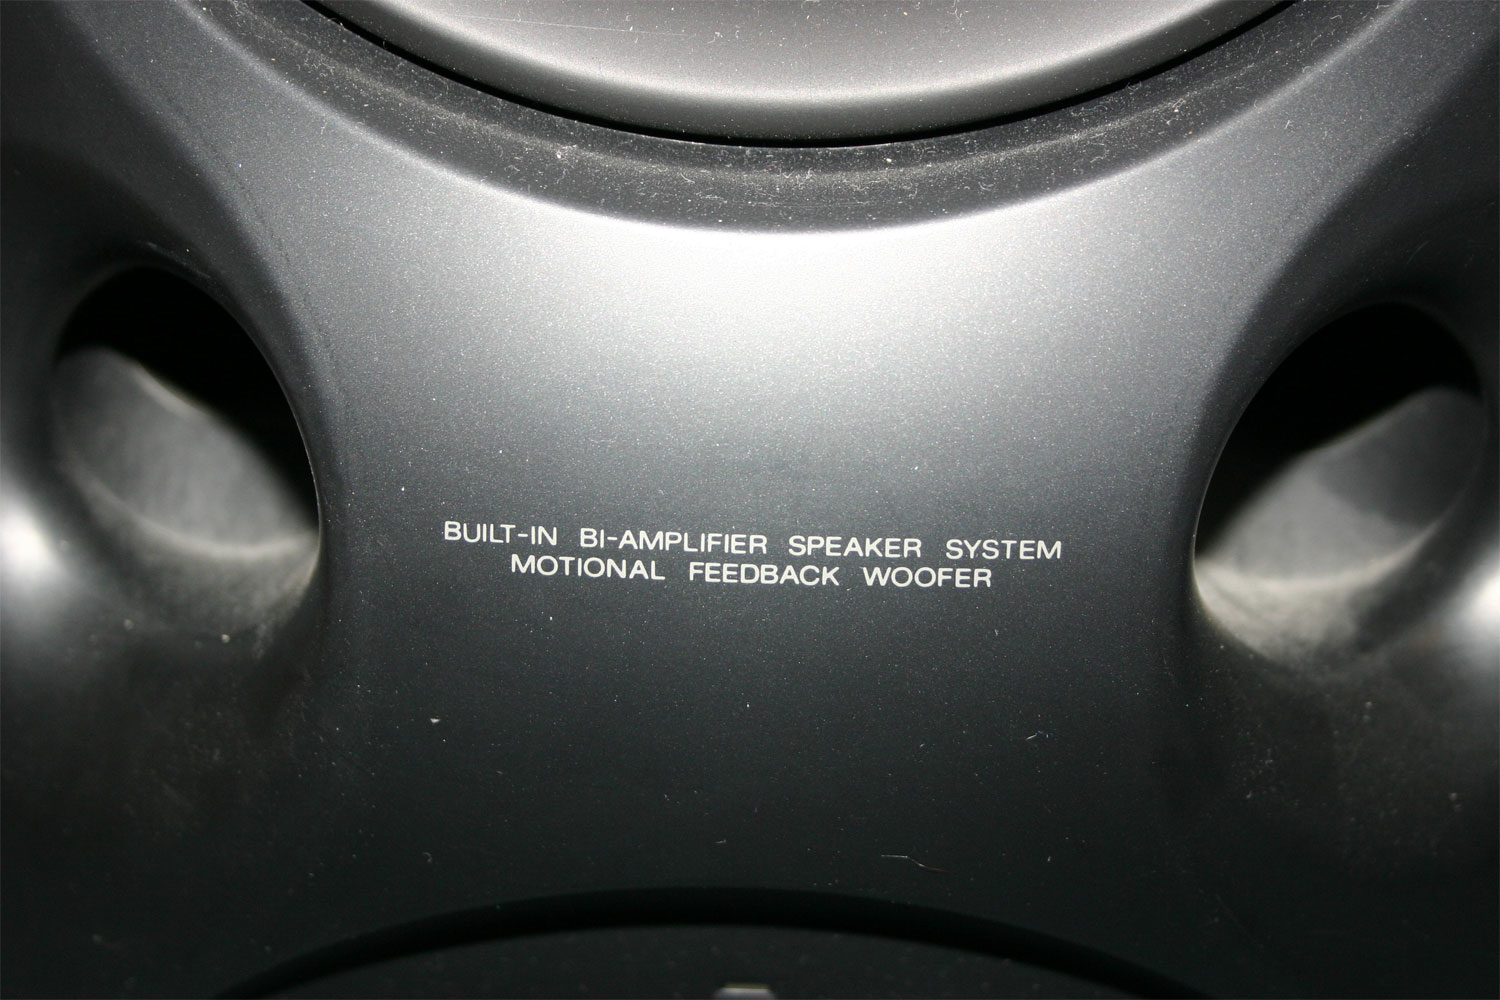 BUILT-IN BI-AMPLIFIER SPEAKER SYSTEM
MOTIONAL FEEDBACK WOOFER